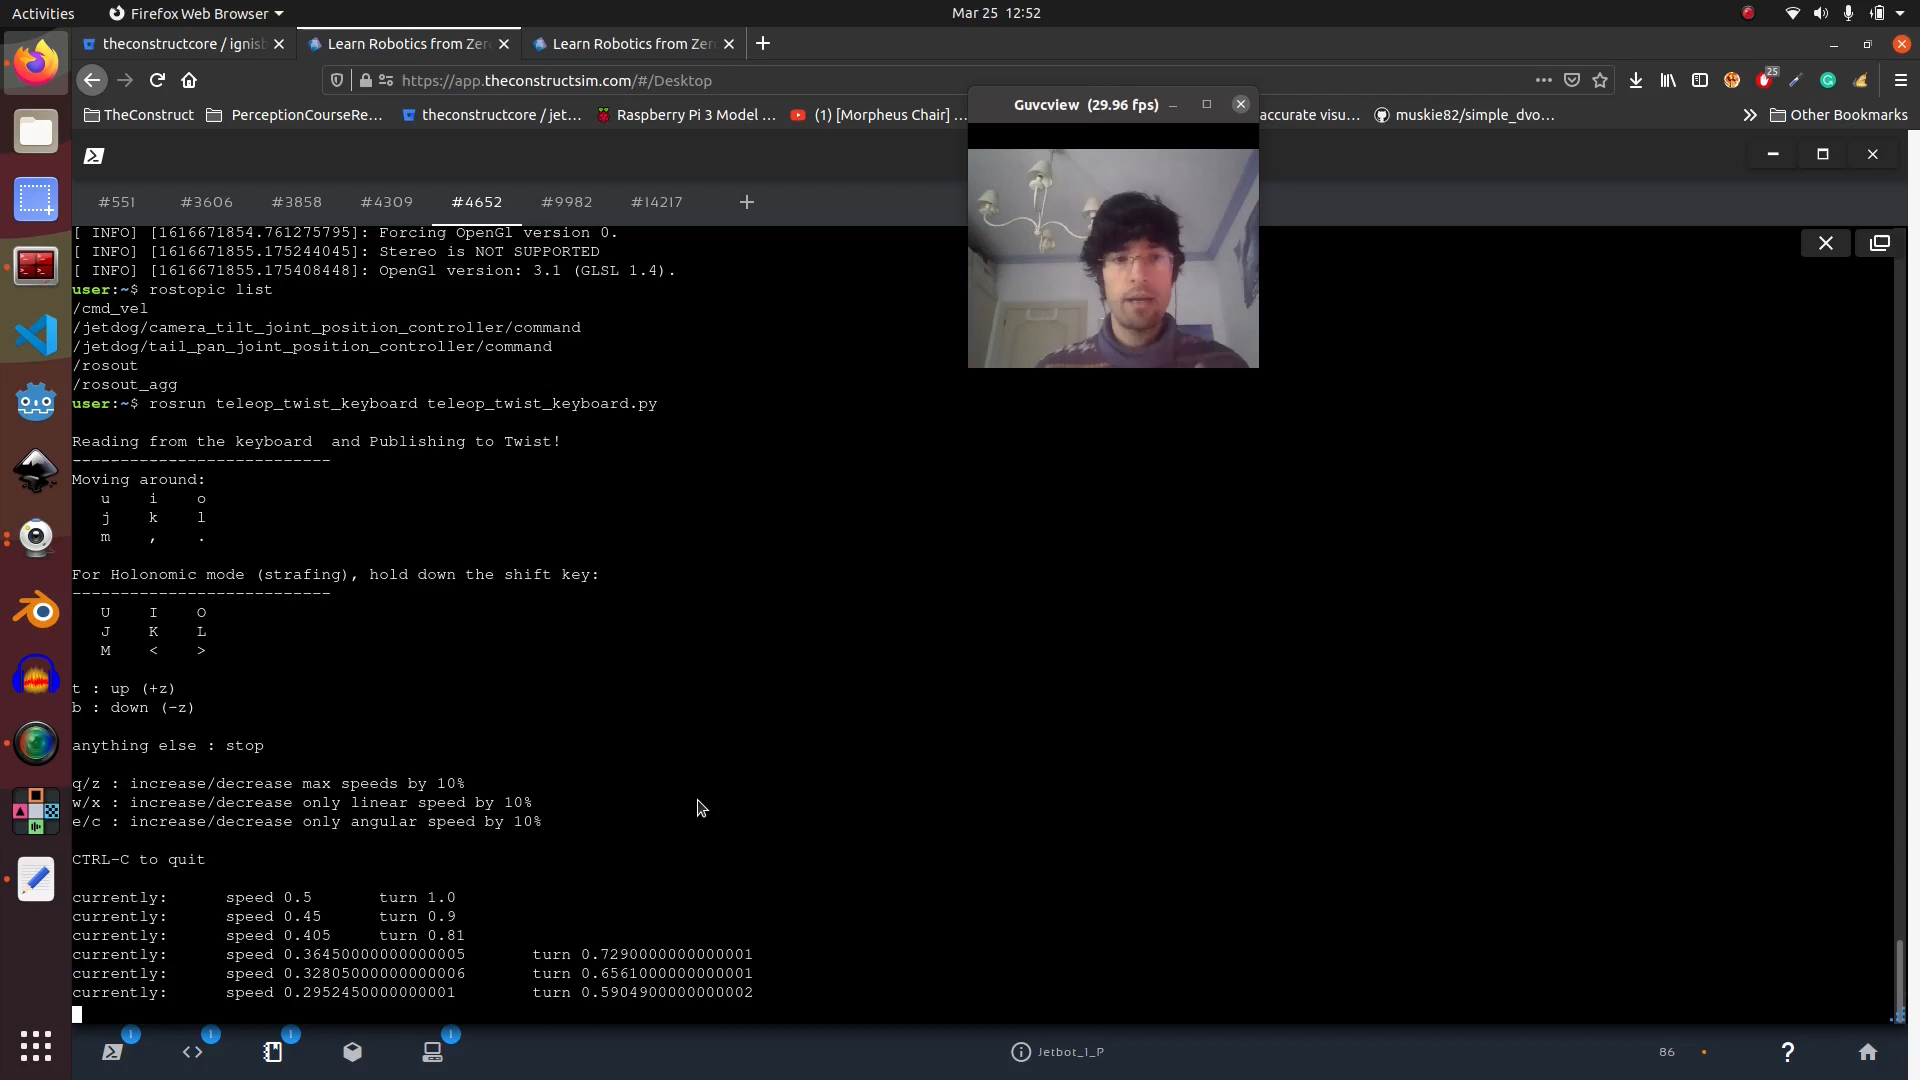 Activities
Firefox Web Browser
Mar 25 12:52
theconstructcore / ignisb
Learn Robotics from Zer
Learn Robotics from Zer
https://app.theconstructsim.com/#/Desktop
25
TheConstruct
PerceptionCourseRe...
theconstructcore / jet...
Raspberry Pi 3 Model ...
(1) [Morpheus Chair] ...
accurate visu...
muskie82/simple_dvo...
Other Bookmarks
Guvcview (29.96 fps)
#551 #3606 #3858 #4309 #4652 #9982 #14217
[ INFO] [1616671854.761275795]: Forcing OpenGl version 0.
[ INFO] [1616671855.175244045]: Stereo is NOT SUPPORTED
[ INFO] [1616671855.175408448]: OpenGl version: 3.1 (GLSL 1.4).
user:~$ rostopic list
/cmd_vel
/jetdog/camera_tilt_joint_position_controller/command
/jetdog/tail_pan_joint_position_controller/command
/rosout
/rosout_agg
user:~$ rosrun teleop_twist_keyboard teleop_twist_keyboard.py
Reading from the keyboard  and Publishing to Twist!
---------------------------
Moving around:
u i o
j k l
m , .
For Holonomic mode (strafing), hold down the shift key:
---------------------------
U I O
J K L
M < >
t : up (+z)
b : down (-z)
anything else : stop
q/z : increase/decrease max speeds by 10%
w/x : increase/decrease only linear speed by 10%
e/c : increase/decrease only angular speed by 10%
CTRL-C to quit
currently: speed 0.5 turn 1.0
currently: speed 0.45 turn 0.9
currently: speed 0.405 turn 0.81
currently: speed 0.36450000000000005 turn 0.7290000000000001
currently: speed 0.32805000000000006 turn 0.6561000000000001
currently: speed 0.2952450000000001 turn 0.5904900000000002
Jetbot_1_P
86